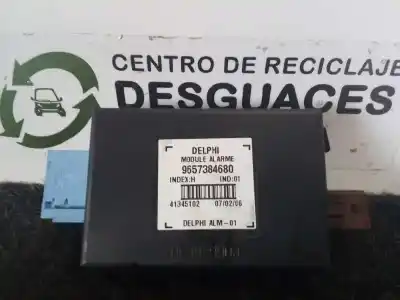 CENTRO DE RECICLAJE
DESGUACES
DELPHI
MODULE ALARME
9657384680
INDEX:H IND:01
41345102 07/02/06
DELPHI ALM-01